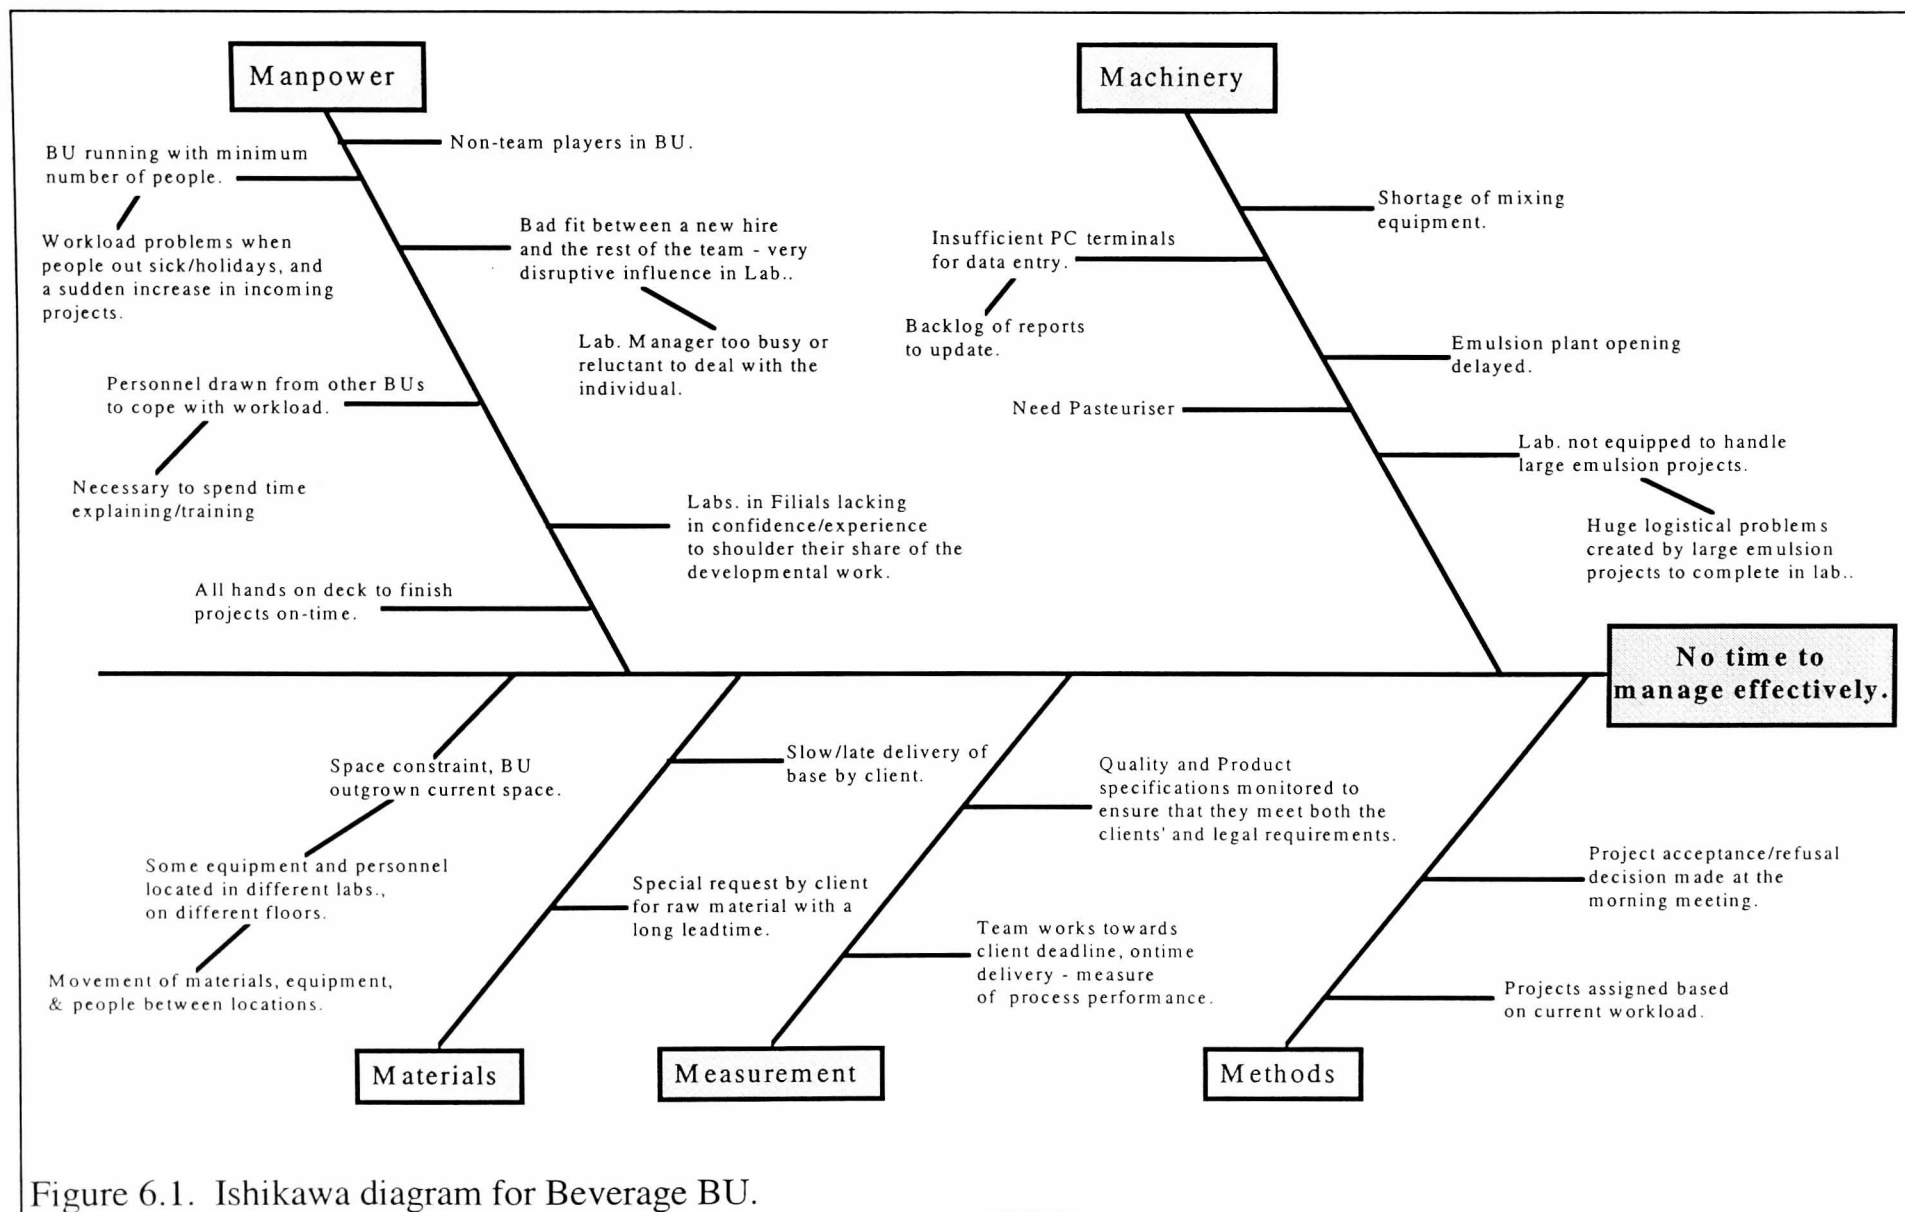 Manpower
Machinery
Non-team players in BU.
BU running with minimum
number of people.
Workload problems when
people out sick/holidays, and
a sudden increase in incoming
projects.
Bad fit between a new hire
and the rest of the team - very
disruptive influence in Lab..
Lab. Manager too busy or
reluctant to deal with the
individual.
Personnel drawn from other BUs
to cope with workload.
Necessary to spend time
explaining/training
Labs. in Filials lacking
in confidence/experience
to shoulder their share of the
developmental work.
All hands on deck to finish
projects on-time.
Shortage of mixing
equipment.
Insufficient PC terminals
for data entry.
Backlog of reports
to update.
Emulsion plant opening
delayed.
Need Pasteuriser
Lab. not equipped to handle
large emulsion projects.
Huge logistical problems
created by large emulsion
projects to complete in lab..
No time to
manage effectively.
Space constraint, BU
outgrown current space.
Some equipment and personnel
located in different labs.,
on different floors.
Movement of materials, equipment,
& people between locations.
Slow/late delivery of
base by client.
Special request by client
for raw material with a
long leadtime.
Quality and Product
specifications monitored to
ensure that they meet both the
clients' and legal requirements.
Team works towards
client deadline, ontime
delivery - measure
of process performance.
Project acceptance/refusal
decision made at the
morning meeting.
Projects assigned based
on current workload.
Materials
Measurement
Methods
Figure 6.1. Ishikawa diagram for Beverage BU.